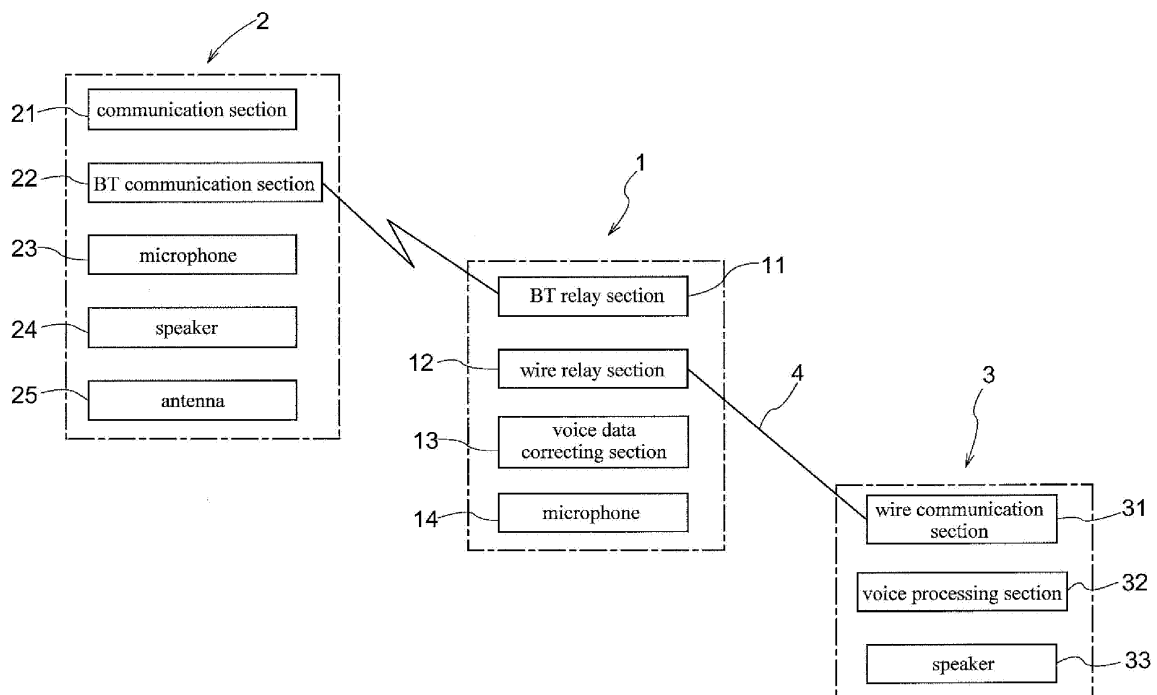 2
21
communication section
22
BT communication section
23
microphone
24
speaker
25
antenna
1
11
BT relay section
12
wire relay section
13
voice data
correcting section
14
microphone
4
3
31
wire communication
section
32
voice processing section
33
speaker